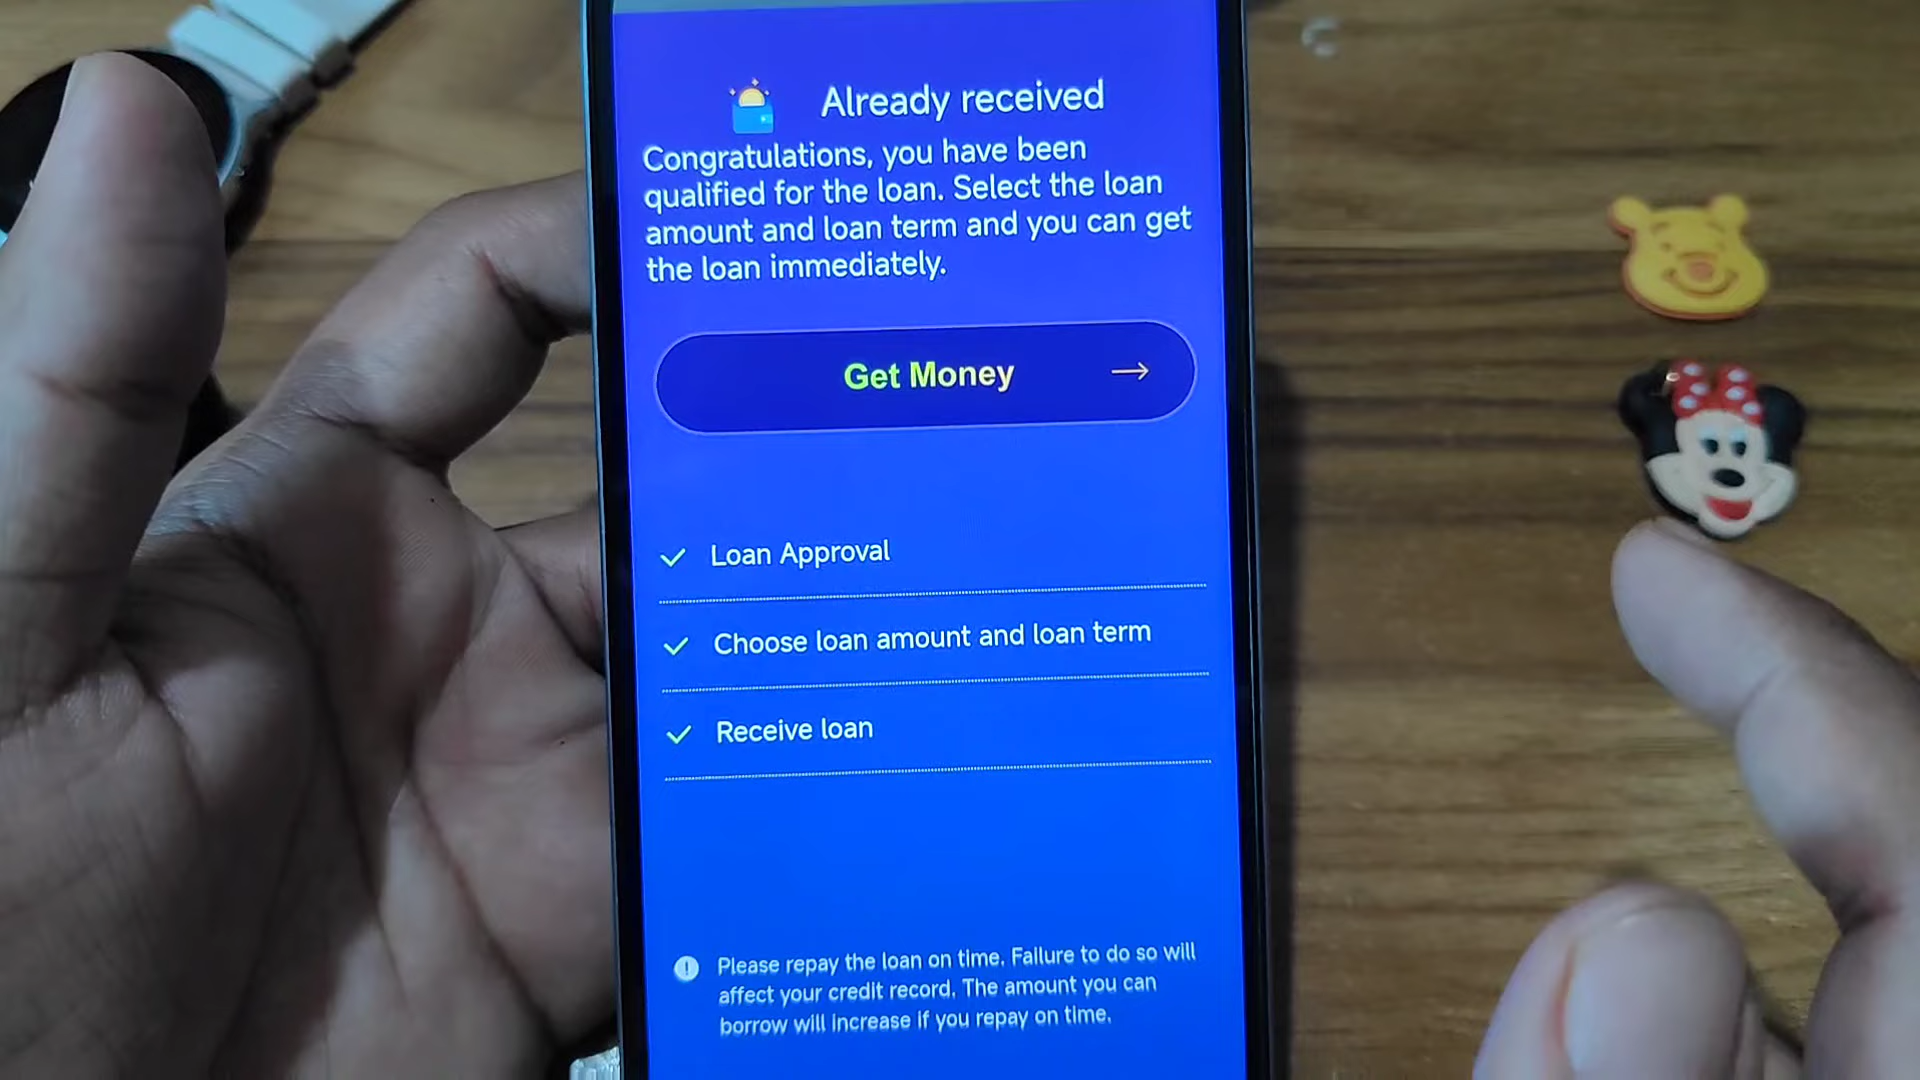 Already received
Congratulations, you have been
qualified for the loan. Select the loan
amount and loan term and you can get
the loan immediately.
Get Money
Loan Approval
Choose loan amount and loan term
Receive loan
Please repay the loan on time. Failure to do so will
affect your credit record. The amount you can
borrow will increase if you repay on time.